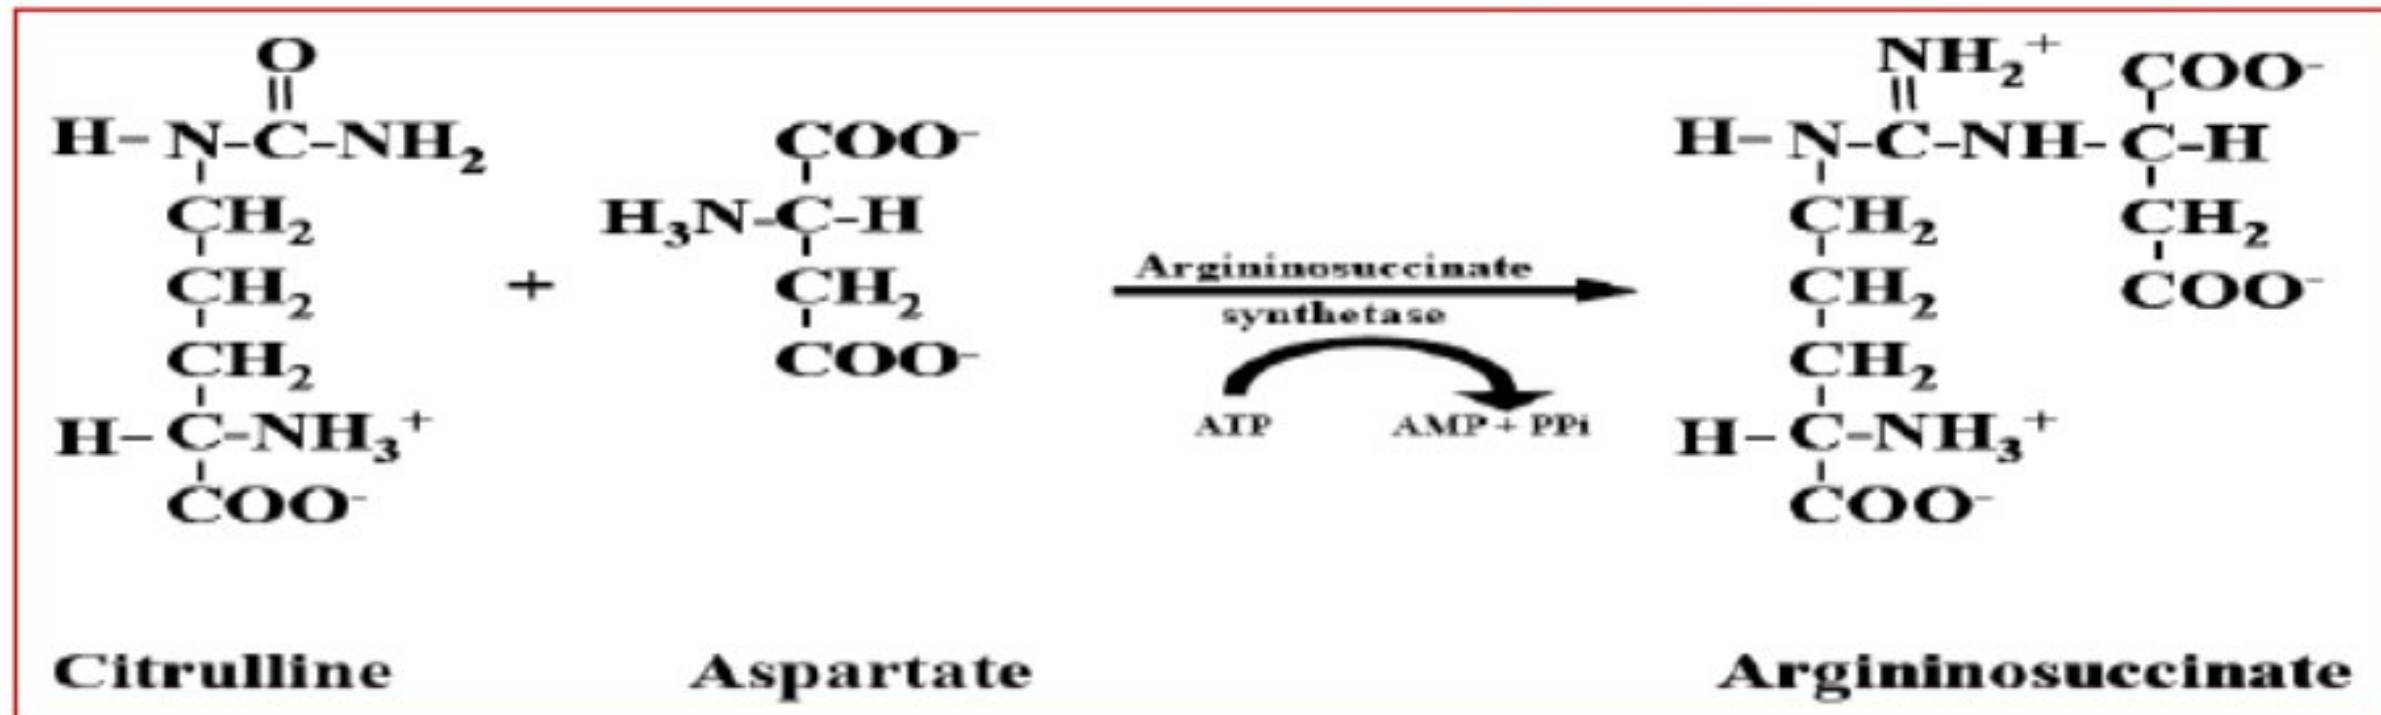 O
H-N-C-NH₂
CH₂
CH₂
CH₂
H-C-NH₃⁺
COO⁻
+
COO⁻
H₃N-C-H
CH₂
COO⁻
Argininosuccinate
synthetase
ATP
AMP + PPi
NH₂⁺
H-N-C-NH-C-H
COO⁻
CH₂
CH₂
COO⁻
CH₂
CH₂
H-C-NH₃⁺
COO⁻
Citrulline
Aspartate
Argininosuccinate